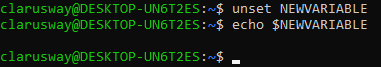 clarusway@DESKTOP-UN6T2ES:~$ unset NEWVARIABLE
clarusway@DESKTOP-UN6T2ES:~$ echo $NEWVARIABLE

clarusway@DESKTOP-UN6T2ES:~$